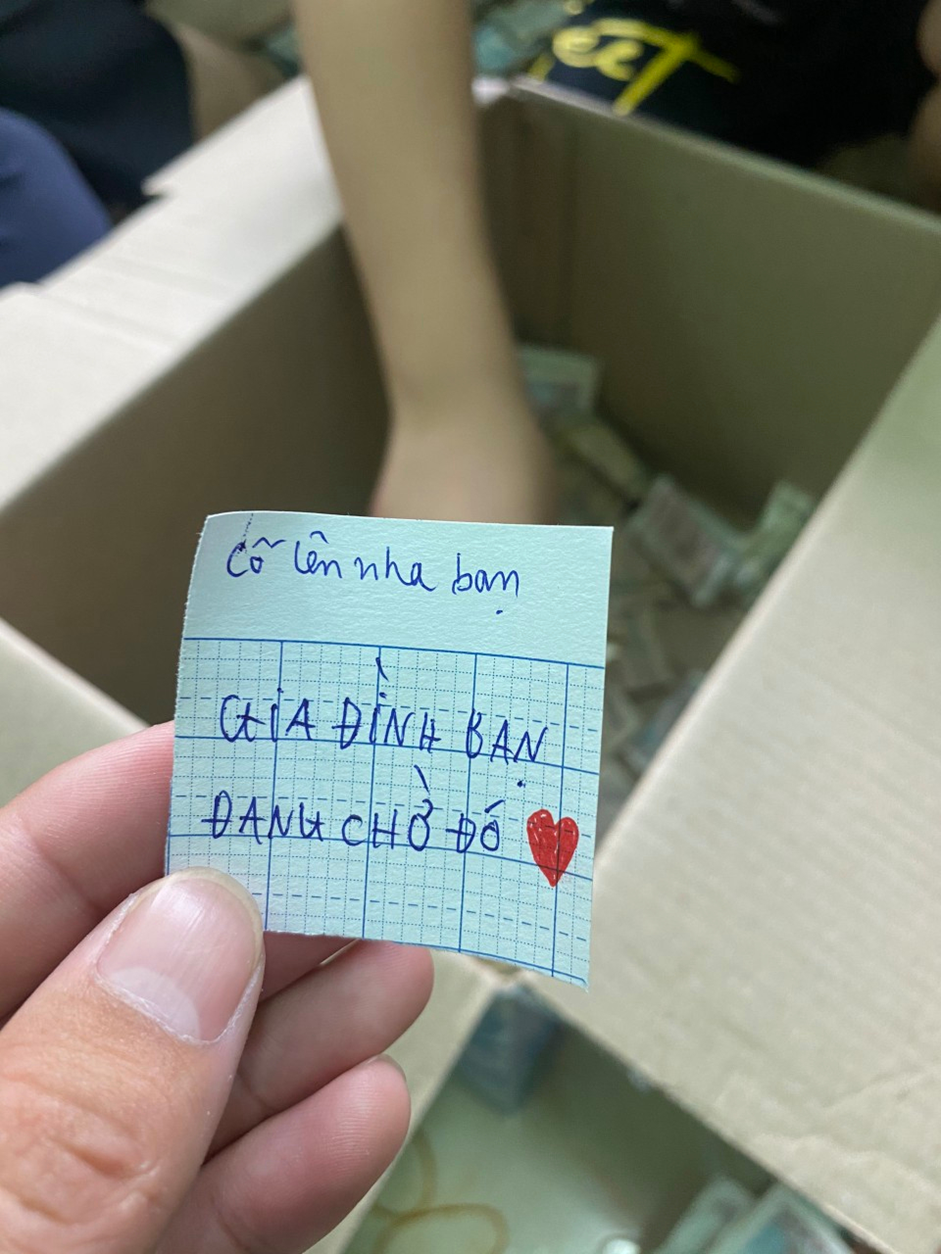 Cố lên nha bạn
GIA ĐÌNH BẠN
ĐANG CHỜ ĐÓ